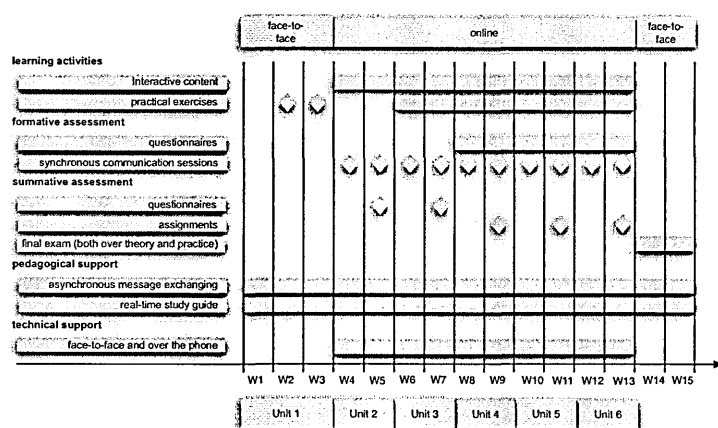 face-to-
face
online
face-to-
face
learning activities
Interactive content
practical exercises
formative assessment
questionnaires
synchronous communication sessions
summative assessment
questionnaires
assignments
final exam (both over theory and practice)
pedagogical support
asynchronous message exchanging
real-time study guide
technical support
face-to-face and over the phone
W1 W2 W3 W4 W5 W6 W7 W8 W9 W10 W11 W12 W13 W14 W15
Unit 1 Unit 2 Unit 3 Unit 4 Unit 5 Unit 6